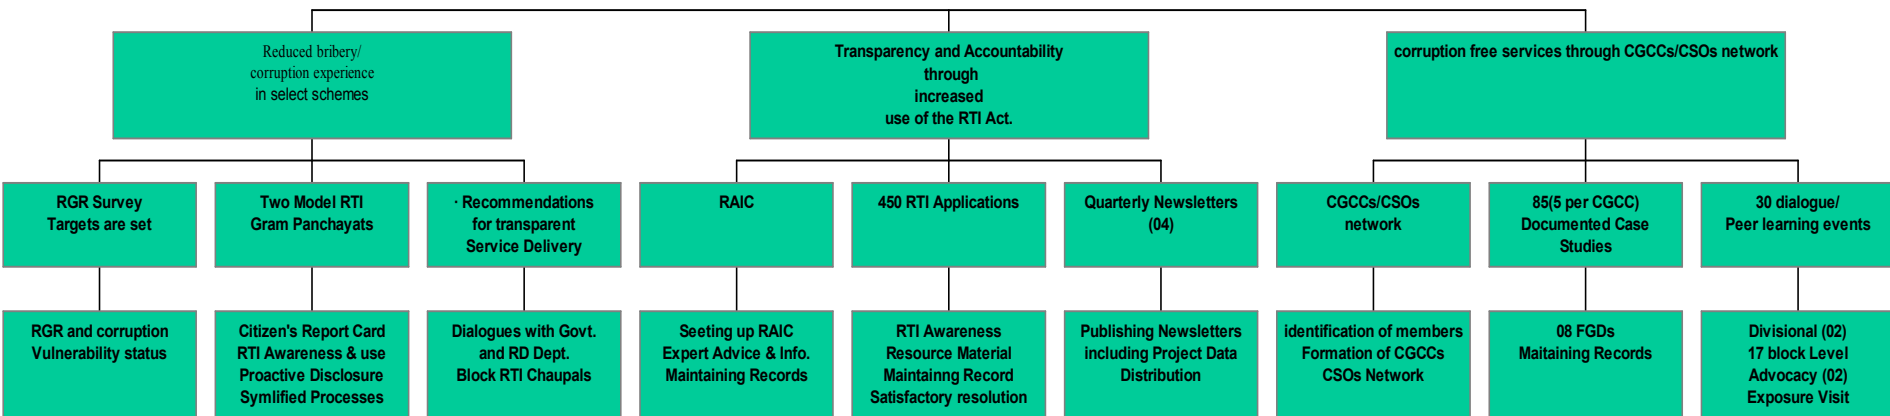 Reduced bribery/
corruption experience
in select schemes
Transparency and Accountability
through
increased
use of the RTI Act.
corruption free services through CGCCs/CSOs network
RGR Survey
Targets are set
Two Model RTI
Gram Panchayats
· Recommendations
for transparent
Service Delivery
RAIC
450 RTI Applications
Quarterly Newsletters
(04)
CGCCs/CSOs
network
85(5 per CGCC)
Documented Case
Studies
30 dialogue/
Peer learning events
RGR and corruption
Vulnerability status
Citizen's Report Card
RTI Awareness & use
Proactive Disclosure
Symlified Processes
Dialogues with Govt.
and RD Dept.
Block RTI Chaupals
Seeting up RAIC
Expert Advice & Info.
Maintaining Records
RTI Awareness
Resource Material
Maintainng Record
Satisfactory resolution
Publishing Newsletters
including Project Data
Distribution
identification of members
Formation of CGCCs
CSOs Network
08 FGDs
Maitaining Records
Divisional (02)
17 block Level
Advocacy (02)
Exposure Visit